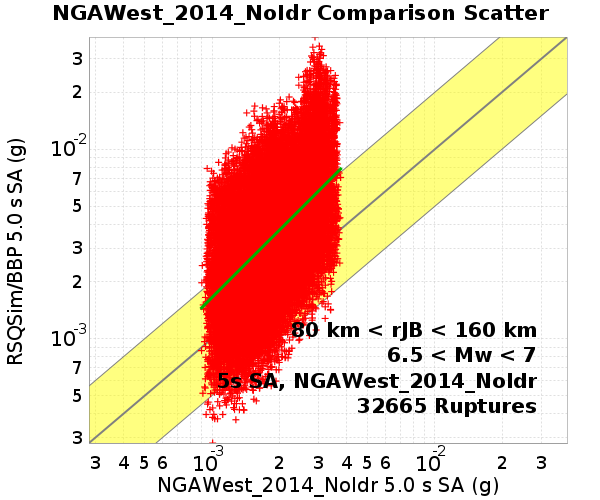 NGAWest_2014_NoIdr Comparison Scatter
RSQSim/BBP 5.0 s SA (g)
3
2
10-2
7
5
3
2
10-3
7
5
3
80 km < rJB < 160 km
6.5 < Mw < 7
5s SA, NGAWest_2014_NoIdr
32665 Ruptures
3 4 5 6 10-3 2 3 4 5 6 10-2 2 3
NGAWest_2014_NoIdr 5.0 s SA (g)